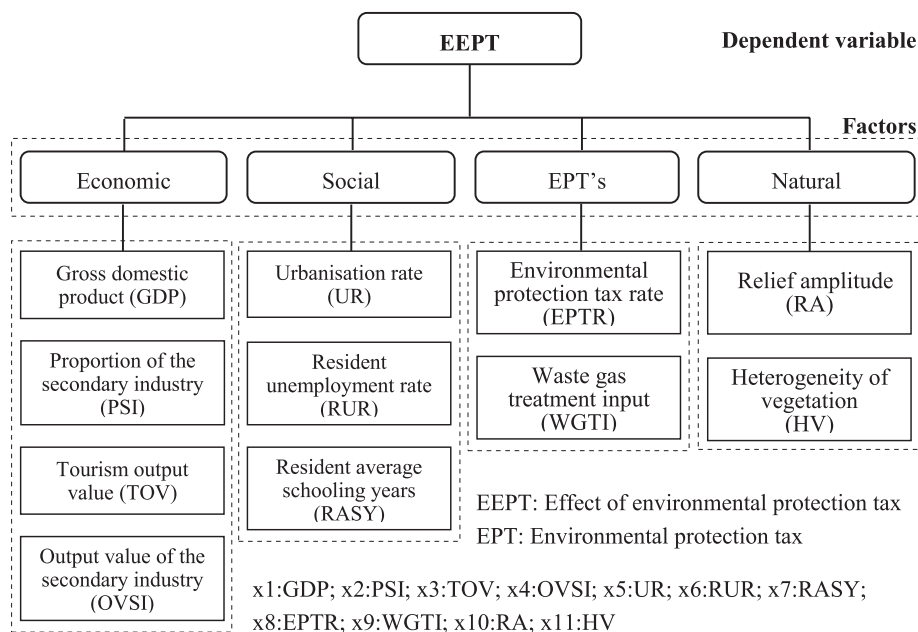 EEPT
Dependent variable
Factors
Economic
Social
EPT's
Natural
Gross domestic
product (GDP)
Proportion of the
secondary industry
(PSI)
Tourism output
value (TOV)
Output value of the
secondary industry
(OVSI)
Urbanisation rate
(UR)
Resident
unemployment rate
(RUR)
Resident average
schooling years
(RASY)
Environmental
protection tax rate
(EPTR)
Waste gas
treatment input
(WGTI)
Relief amplitude
(RA)
Heterogeneity of
vegetation
(HV)
EEPT: Effect of environmental protection tax
EPT: Environmental protection tax
x1:GDP; x2:PSI; x3:TOV; x4:OVSI; x5:UR; x6:RUR; x7:RASY;
x8:EPTR; x9:WGTI; x10:RA; x11:HV